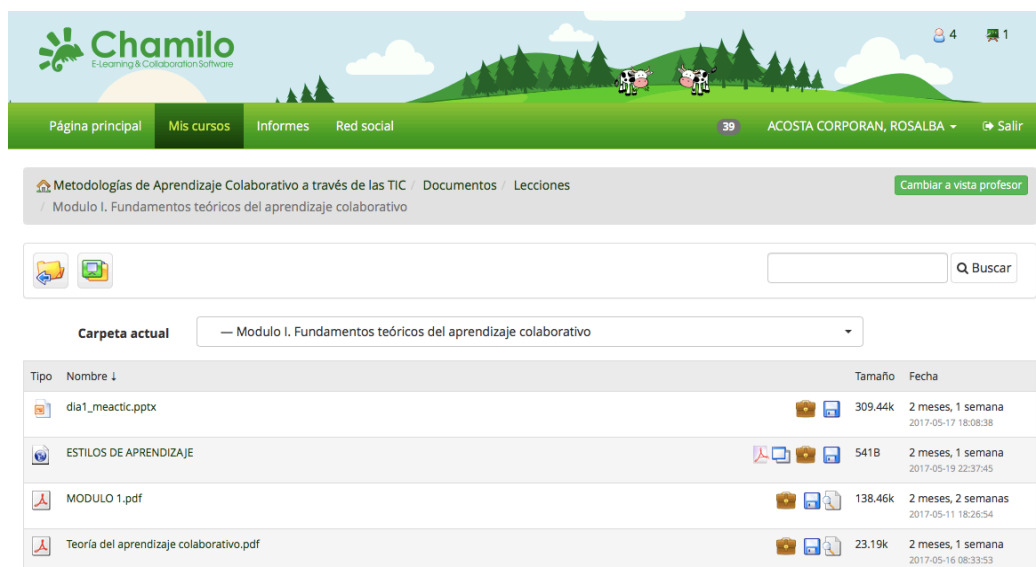 Chamilo
E-Learning & Collaboration Software
4
1
Página principal
Mis cursos
Informes
Red social
39
ACOSTA CORPORAN, ROSALBA
Salir
Metodologías de Aprendizaje Colaborativo a través de las TIC / Documentos / Lecciones
/ Modulo I. Fundamentos teóricos del aprendizaje colaborativo
Cambiar a vista profesor
Buscar
Carpeta actual
— Modulo I. Fundamentos teóricos del aprendizaje colaborativo
Tipo Nombre ↓ Tamaño Fecha
dia1_meactic.pptx 309.44k 2 meses, 1 semana
2017-05-17 18:08:38
ESTILOS DE APRENDIZAJE 541B 2 meses, 1 semana
2017-05-19 22:37:45
MODULO 1.pdf 138.46k 2 meses, 2 semanas
2017-05-11 18:26:54
Teoría del aprendizaje colaborativo.pdf 23.19k 2 meses, 1 semana
2017-05-16 08:33:53